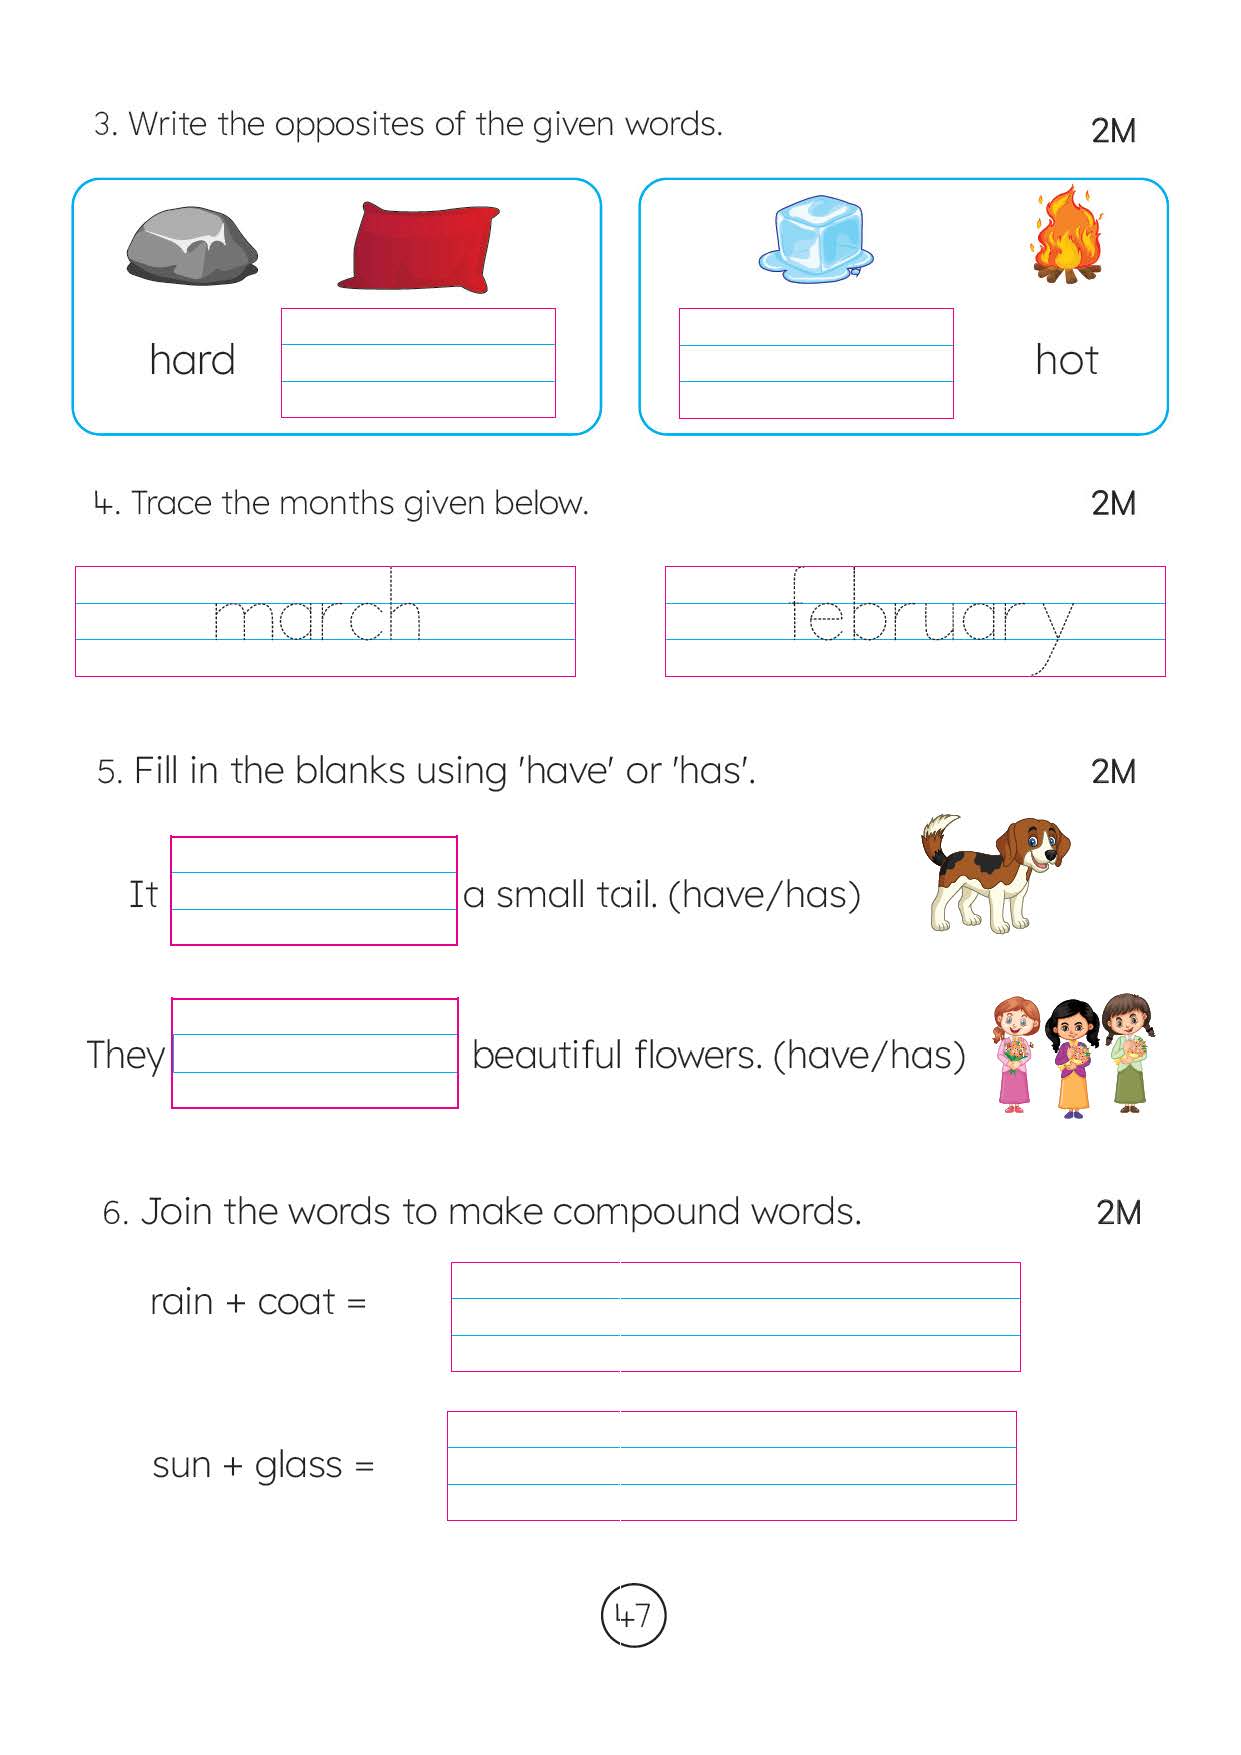 3. Write the opposites of the given words. 2M
hard hot
4. Trace the months given below. 2M
march february
5. Fill in the blanks using 'have' or 'has'. 2M
It a small tail. (have/has)
They beautiful flowers. (have/has)
6. Join the words to make compound words. 2M
rain + coat =
sun + glass =
47